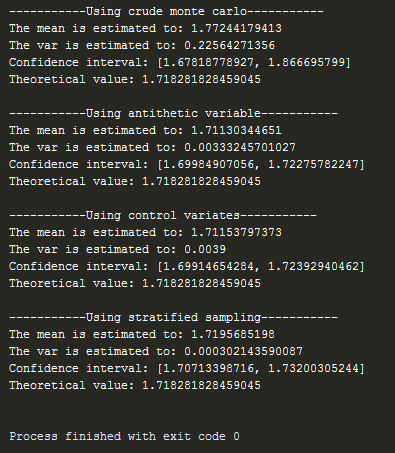 -----------Using crude monte carlo-----------
The mean is estimated to: 1.77244179413
The var is estimated to: 0.22564271356
Confidence interval: [1.67818778927, 1.866695799]
Theoretical value: 1.718281828459045
-----------Using antithetic variable-----------
The mean is estimated to: 1.71130344651
The var is estimated to: 0.00333245701027
Confidence interval: [1.69984907056, 1.72275782247]
Theoretical value: 1.718281828459045
-----------Using control variates-----------
The mean is estimated to: 1.71153797373
The var is estimated to: 0.0039
Confidence interval: [1.69914654284, 1.72392940462]
Theoretical value: 1.718281828459045
-----------Using stratified sampling-----------
The mean is estimated to: 1.7195685198
The var is estimated to: 0.000302143590087
Confidence interval: [1.70713398716, 1.73200305244]
Theoretical value: 1.718281828459045
Process finished with exit code 0